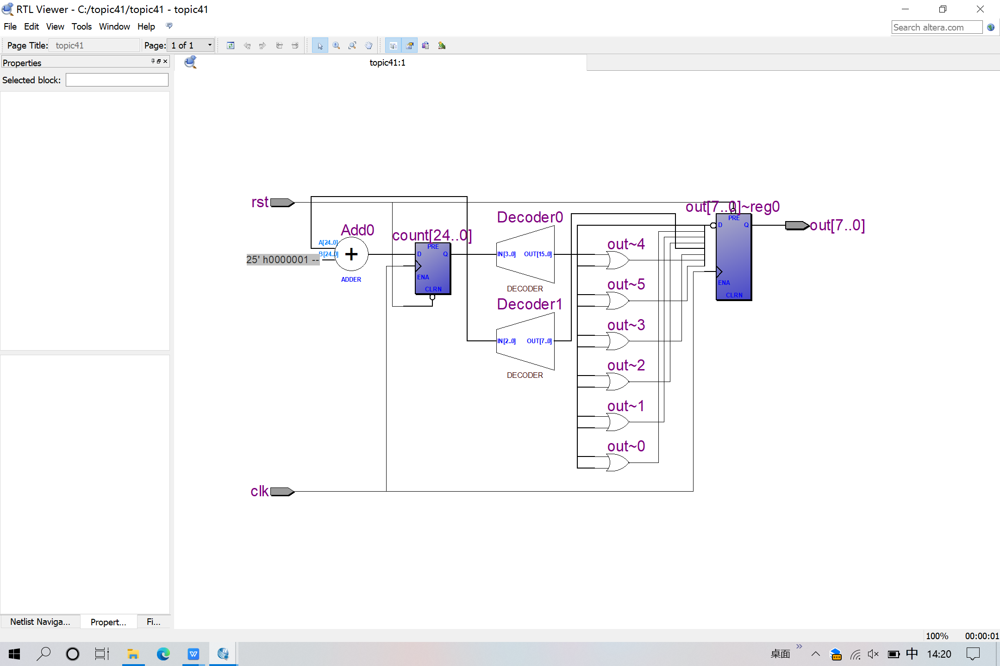 RTL Viewer - C:/topic41/topic41 - topic41
File Edit View Tools Window Help
Search altera.com
Page Title: topic41 Page: 1 of 1
Properties
topic41:1
Selected block:
rst
out[7..0]~reg0
Decoder0
PRE
D Q
out[7..0]
Add0
count[24..0]
A[24..0]
B[24..0]
25' h0000001 --
+
PRE
D Q
IN[3..0] OUT[15..0]
out~4
ENA
ADDER
CLRN
ENA
CLRN
DECODER
out~5
Decoder1
out~3
IN[2..0] OUT[7..0]
out~2
DECODER
out~1
out~0
clk
Netlist Naviga... Propert... Fi...
100% 00:00:01
桌面 中 14:20